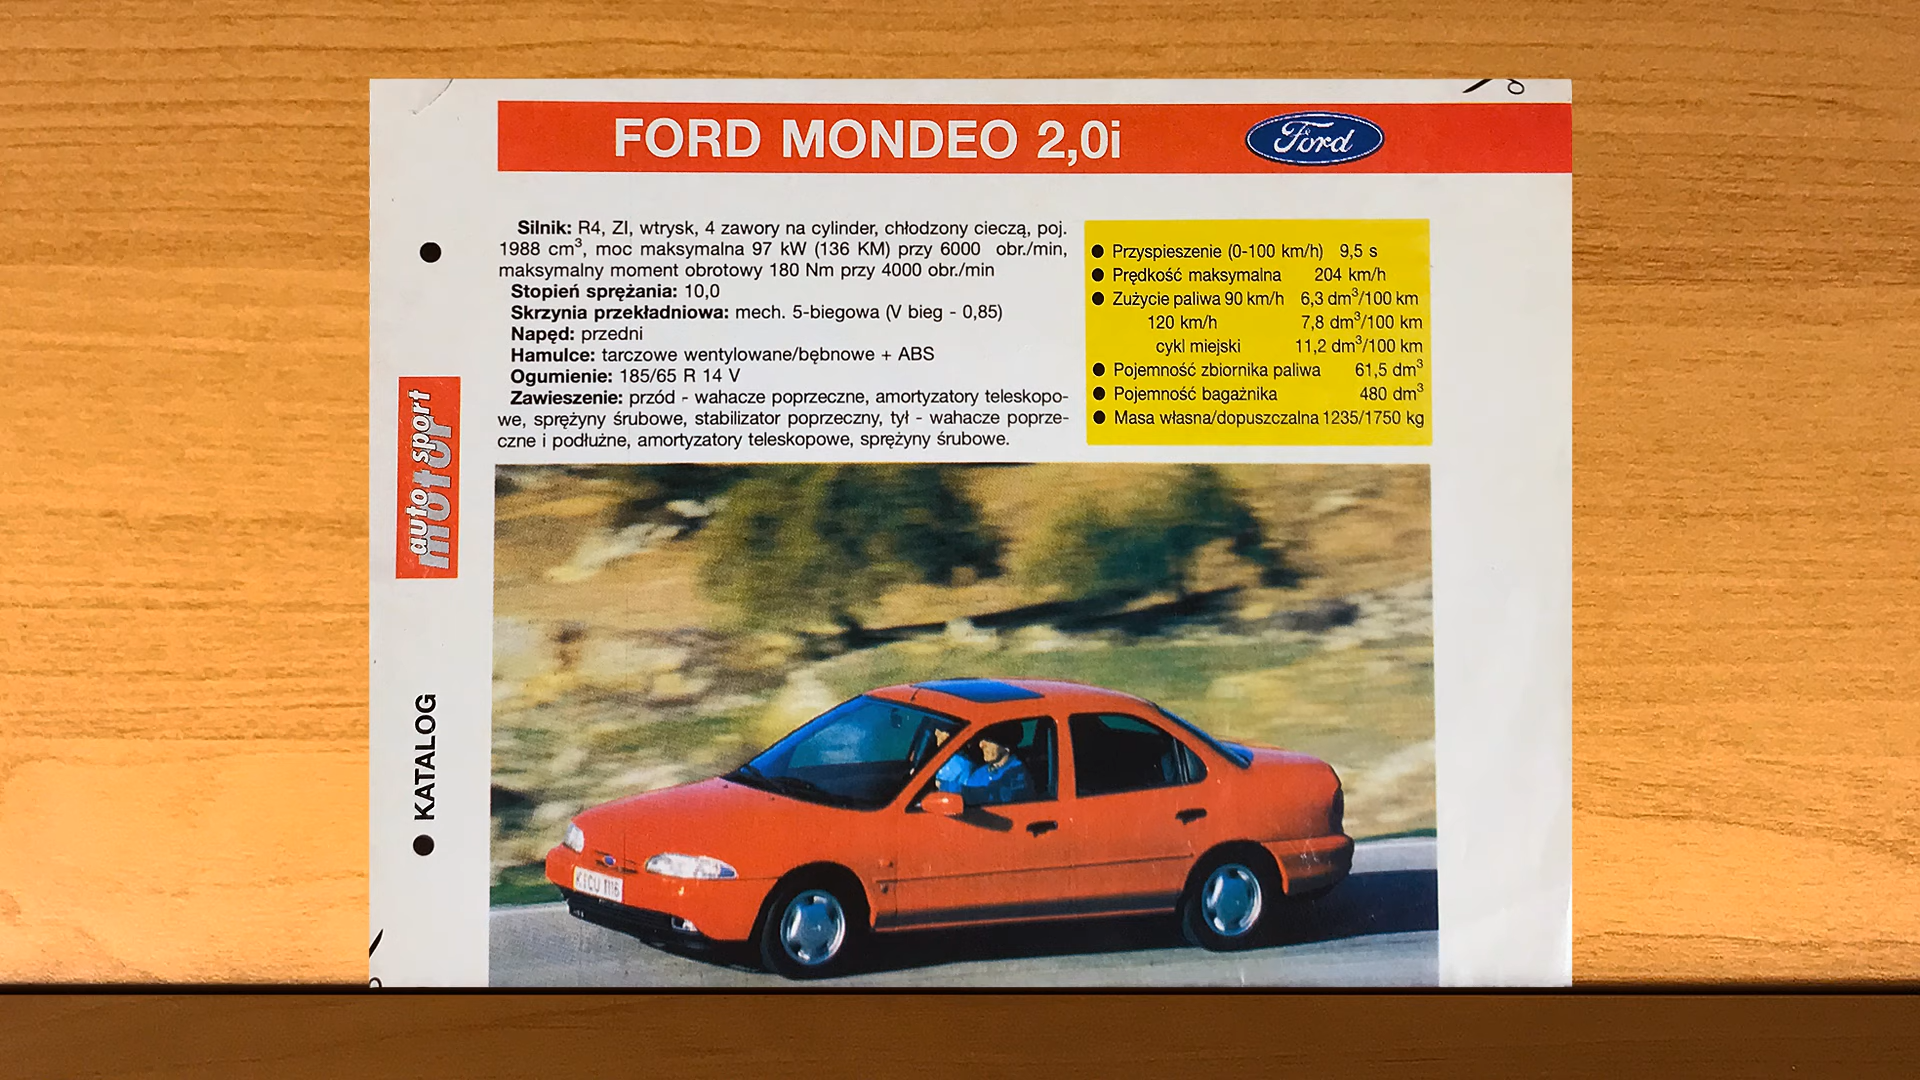 FORD MONDEO 2,0i
Ford
Silnik: R4, ZI, wtrysk, 4 zawory na cylinder, chłodzony cieczą, poj.
1988 cm³, moc maksymalna 97 kW (136 KM) przy 6000 obr./min,
maksymalny moment obrotowy 180 Nm przy 4000 obr./min
Stopień sprężania: 10,0
Skrzynia przekładniowa: mech. 5-biegowa (V bieg - 0,85)
Napęd: przedni
Hamulce: tarczowe wentylowane/bębnowe + ABS
Ogumienie: 185/65 R 14 V
Zawieszenie: przód - wahacze poprzeczne, amortyzatory teleskopo-
we, sprężyny śrubowe, stabilizator poprzeczny, tył - wahacze poprze-
czne i podłużne, amortyzatory teleskopowe, sprężyny śrubowe.
● Przyspieszenie (0-100 km/h) 9,5 s
● Prędkość maksymalna 204 km/h
● Zużycie paliwa 90 km/h 6,3 dm³/100 km
120 km/h 7,8 dm³/100 km
cykl miejski 11,2 dm³/100 km
● Pojemność zbiornika paliwa 61,5 dm³
● Pojemność bagażnika 480 dm³
● Masa własna/dopuszczalna 1235/1750 kg
auto motor sport
KATALOG